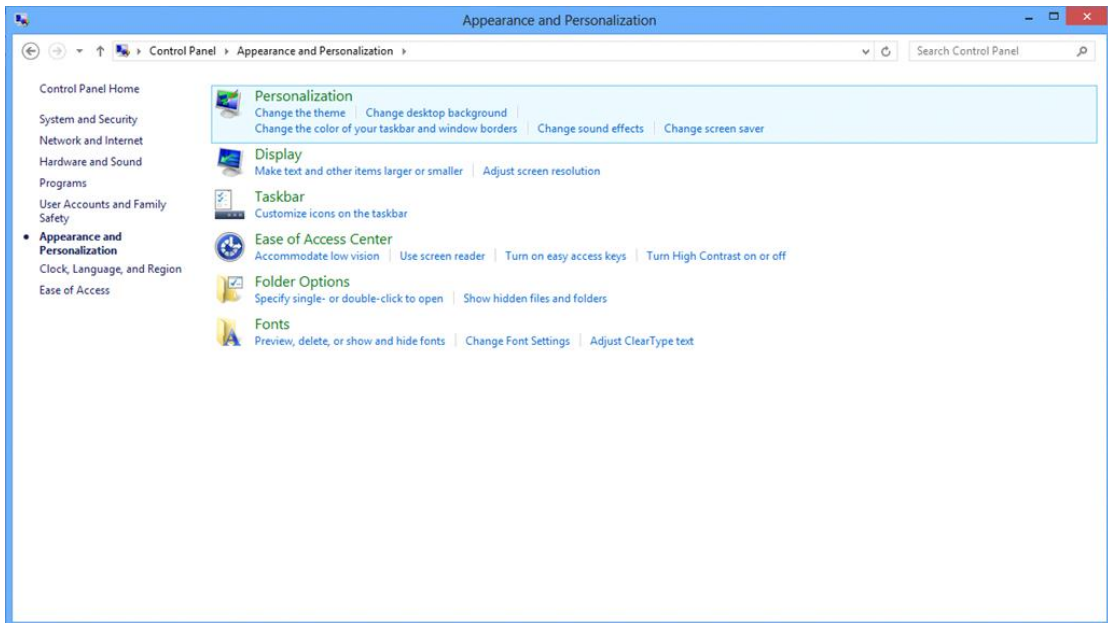 Appearance and Personalization
Control Panel Appearance and Personalization
Search Control Panel
Control Panel Home
System and Security
Network and Internet
Hardware and Sound
Programs
User Accounts and Family
Safety
Appearance and
Personalization
Clock, Language, and Region
Ease of Access
Personalization
Change the theme Change desktop background
Change the color of your taskbar and window borders Change sound effects Change screen saver
Display
Make text and other items larger or smaller Adjust screen resolution
Taskbar
Customize icons on the taskbar
Ease of Access Center
Accommodate low vision Use screen reader Turn on easy access keys Turn High Contrast on or off
Folder Options
Specify single- or double-click to open Show hidden files and folders
Fonts
Preview, delete, or show and hide fonts Change Font Settings Adjust ClearType text